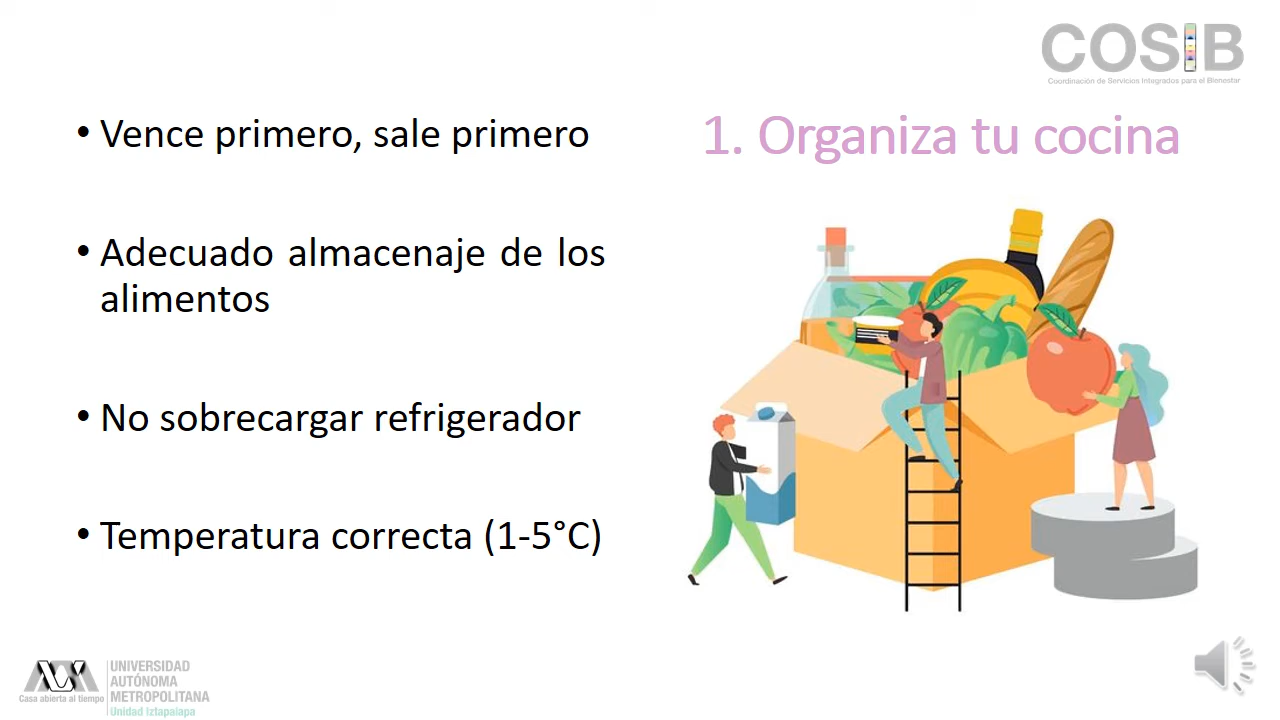 COSIB
Coordinación de Servicios Integrados para el Bienestar
1. Organiza tu cocina
• Vence primero, sale primero
• Adecuado almacenaje de los
alimentos
• No sobrecargar refrigerador
• Temperatura correcta (1-5°C)
Casa abierta al tiempo
UNIVERSIDAD
AUTÓNOMA
METROPOLITANA
Unidad Iztapalapa